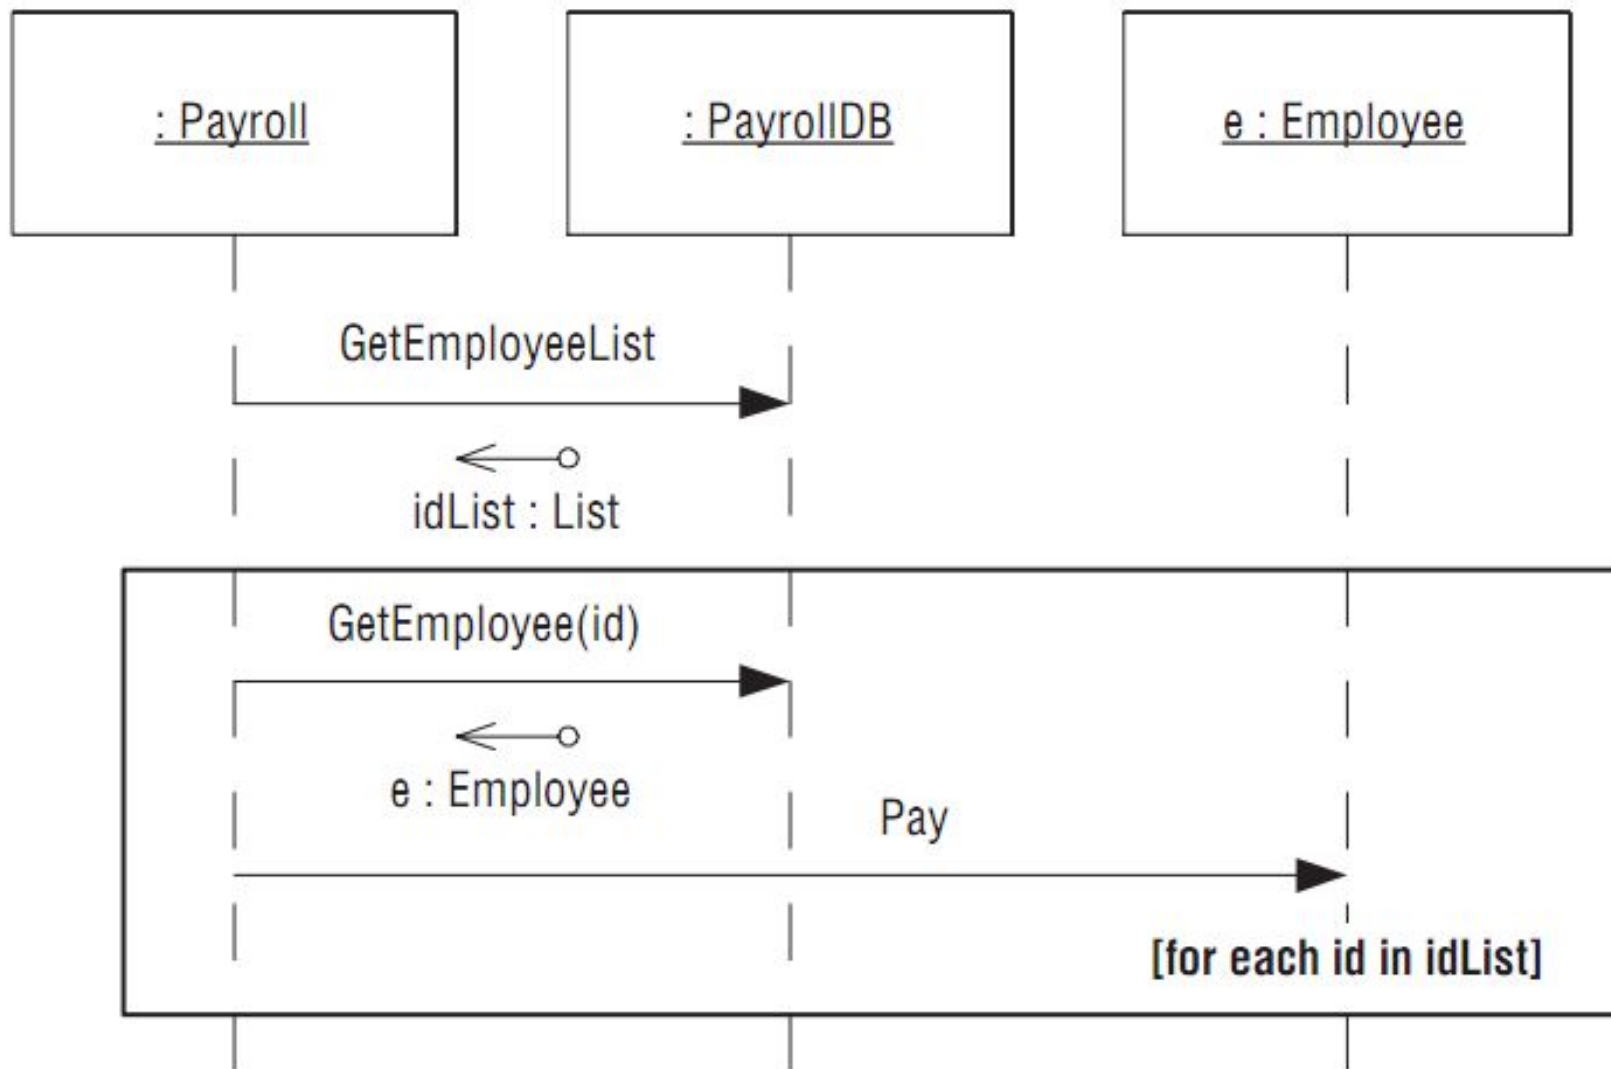 : Payroll
: PayrollDB
e : Employee
GetEmployeeList
idList : List
GetEmployee(id)
e : Employee
Pay
[for each id in idList]